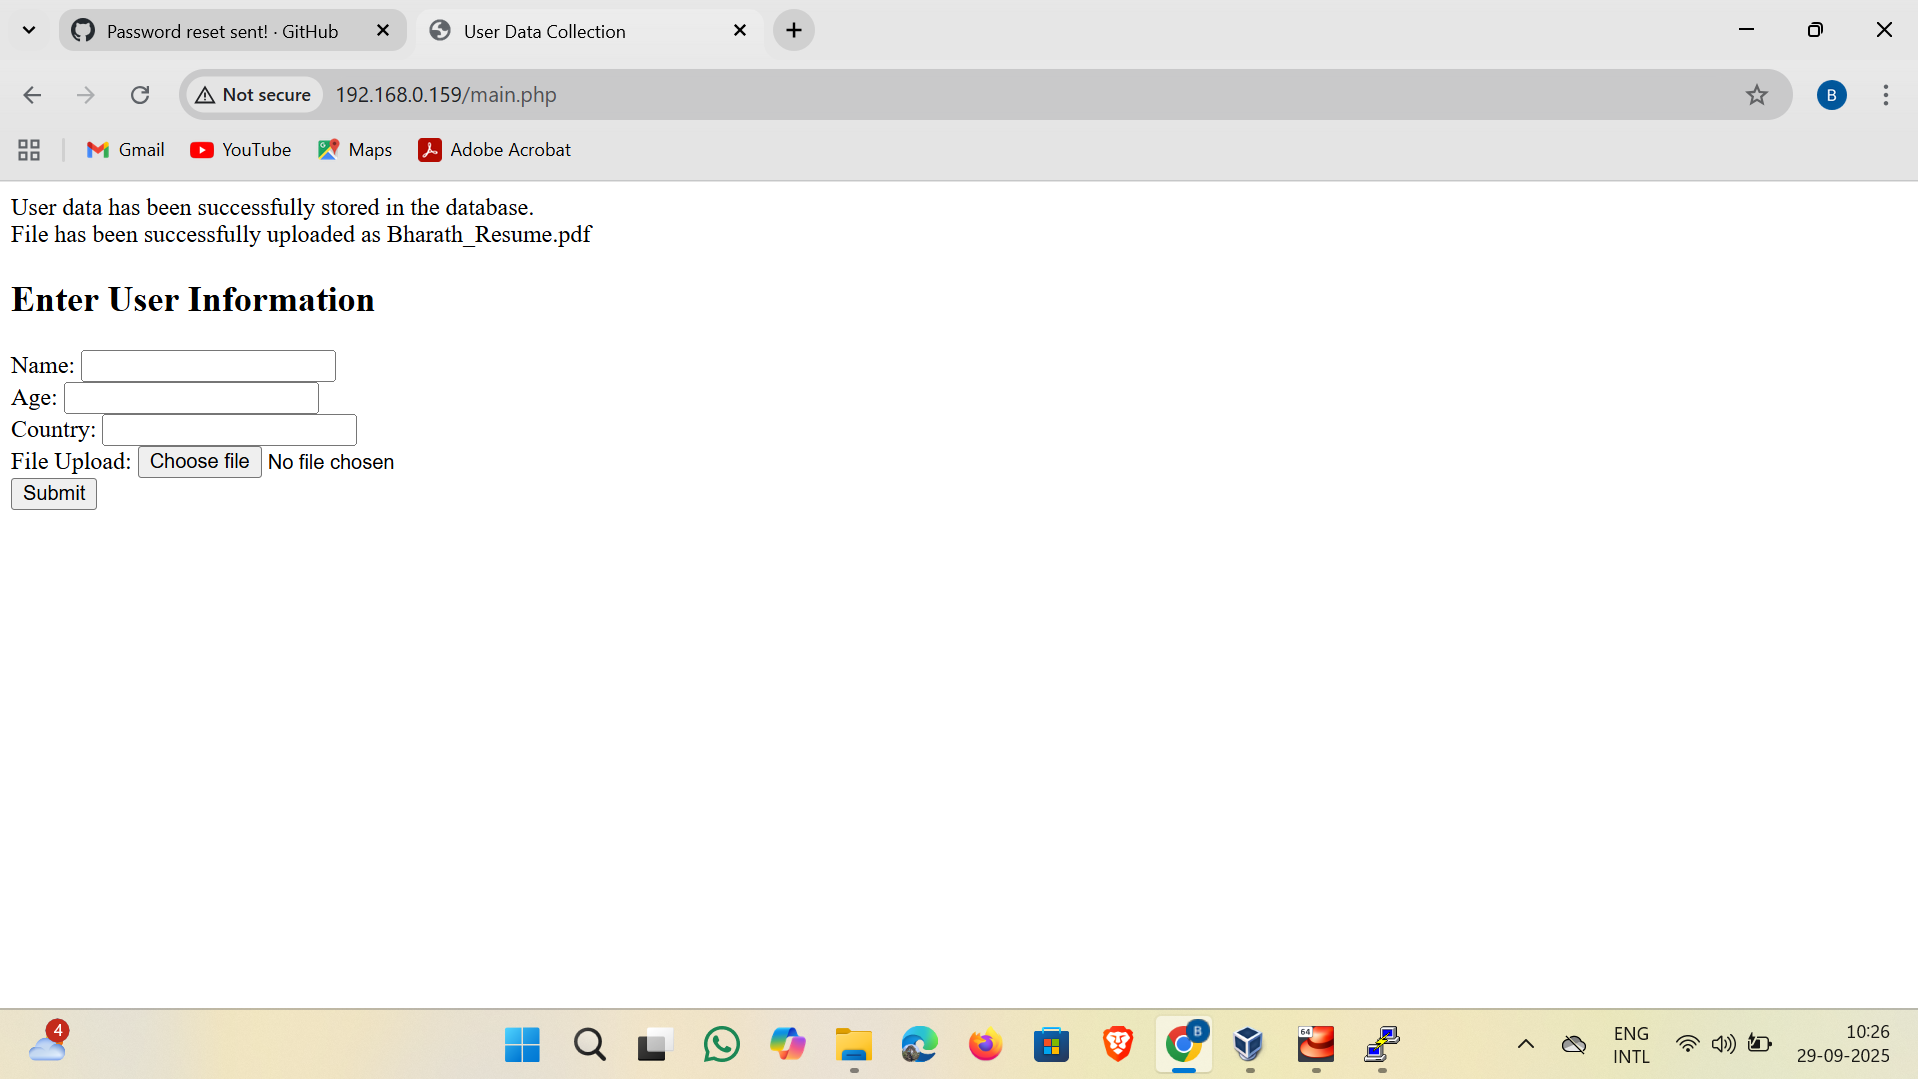 Password reset sent! · GitHub
User Data Collection
Not secure
192.168.0.159/main.php
B
Gmail
YouTube
Maps
Adobe Acrobat
User data has been successfully stored in the database.
File has been successfully uploaded as Bharath_Resume.pdf
Enter User Information
Name:
Age:
Country:
File Upload: Choose file No file chosen
Submit
4
B
64
ENG
INTL
10:26
29-09-2025